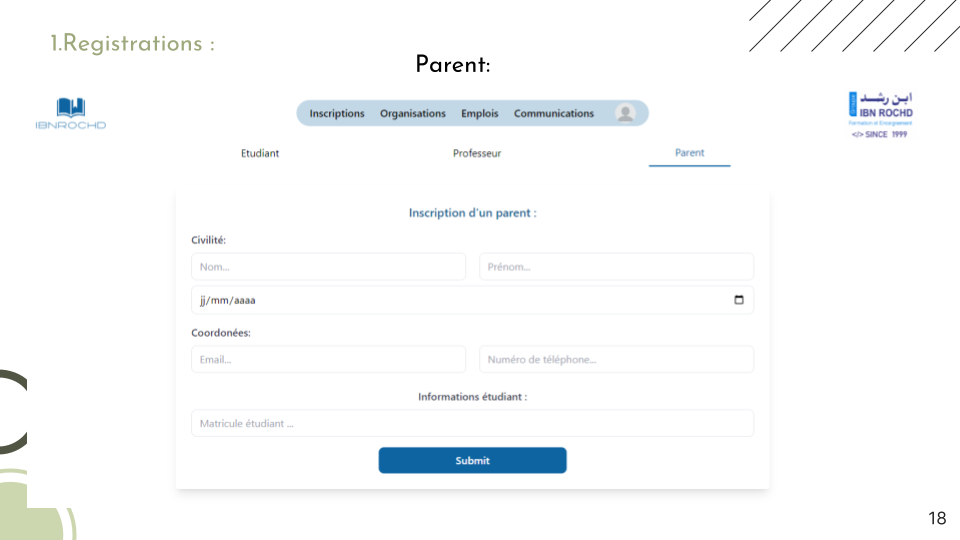 1.Registrations :
Parent:
IBNROCHD
Inscriptions Organisations Emplois Communications
ابن رشد
IBN ROCHD
Formation et Enseignement
</> SINCE 1999
Etudiant Professeur Parent
Inscription d'un parent :
Civilité:
Nom... Prénom...
jj/mm/aaaa
Coordonées:
Email... Numéro de téléphone...
Informations étudiant :
Matricule étudiant ...
Submit
18